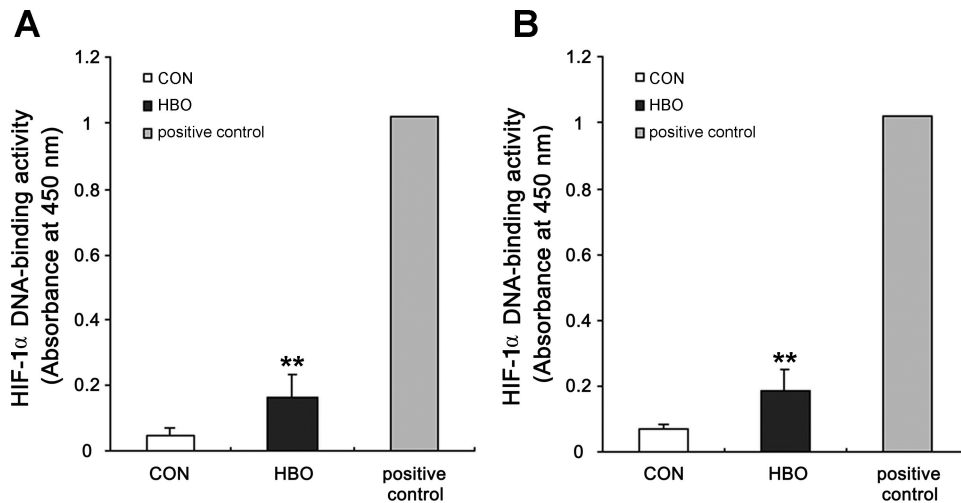 A
HIF-1α DNA-binding activity
(Absorbance at 450 nm)
1.2
1
0.8
0.6
0.4
0.2
0
CON
HBO
positive control
**
CON
HBO
positive
control
B
HIF-1α DNA-binding activity
(Absorbance at 450 nm)
1.2
1
0.8
0.6
0.4
0.2
0
CON
HBO
positive control
**
CON
HBO
positive
control